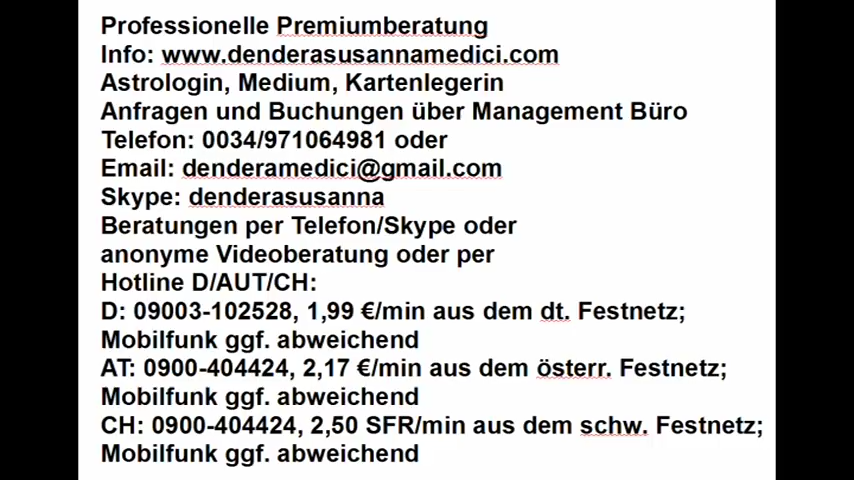 Professionelle Premiumberatung
Info: www.denderasusannamedici.com
Astrologin, Medium, Kartenlegerin
Anfragen und Buchungen über Management Büro
Telefon: 0034/971064981 oder
Email: denderamedici@gmail.com
Skype: denderasusanna
Beratungen per Telefon/Skype oder
anonyme Videoberatung oder per
Hotline D/AUT/CH:
D: 09003-102528, 1,99 €/min aus dem dt. Festnetz;
Mobilfunk ggf. abweichend
AT: 0900-404424, 2,17 €/min aus dem österr. Festnetz;
Mobilfunk ggf. abweichend
CH: 0900-404424, 2,50 SFR/min aus dem schw. Festnetz;
Mobilfunk ggf. abweichend